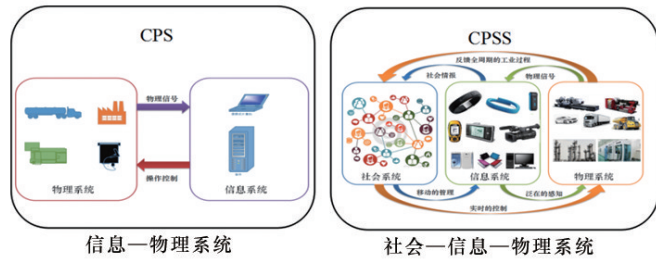 CPS
物理信号
操作控制
物理系统
信息系统
信息—物理系统
CPSS
反馈全周期的工业过程
社会情报
物理信号
社会系统
信息系统
物理系统
移动的管理
泛在的感知
实时的控制
社会—信息—物理系统